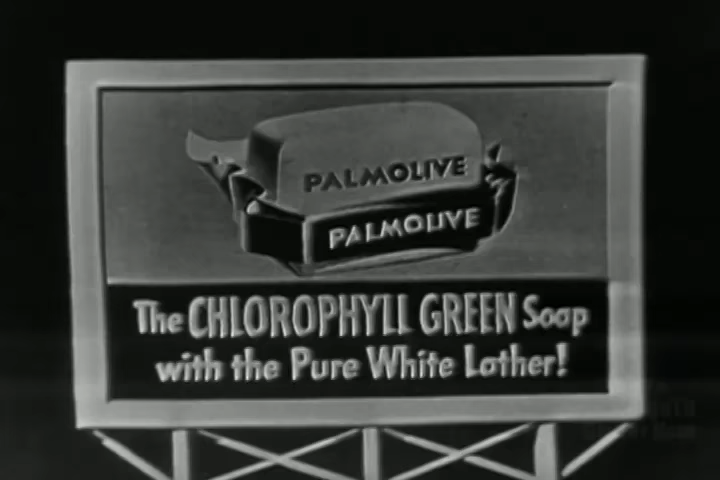 PALMOLIVE
PALMOLIVE
The CHLOROPHYLL GREEN Soap
with the Pure White Lather!